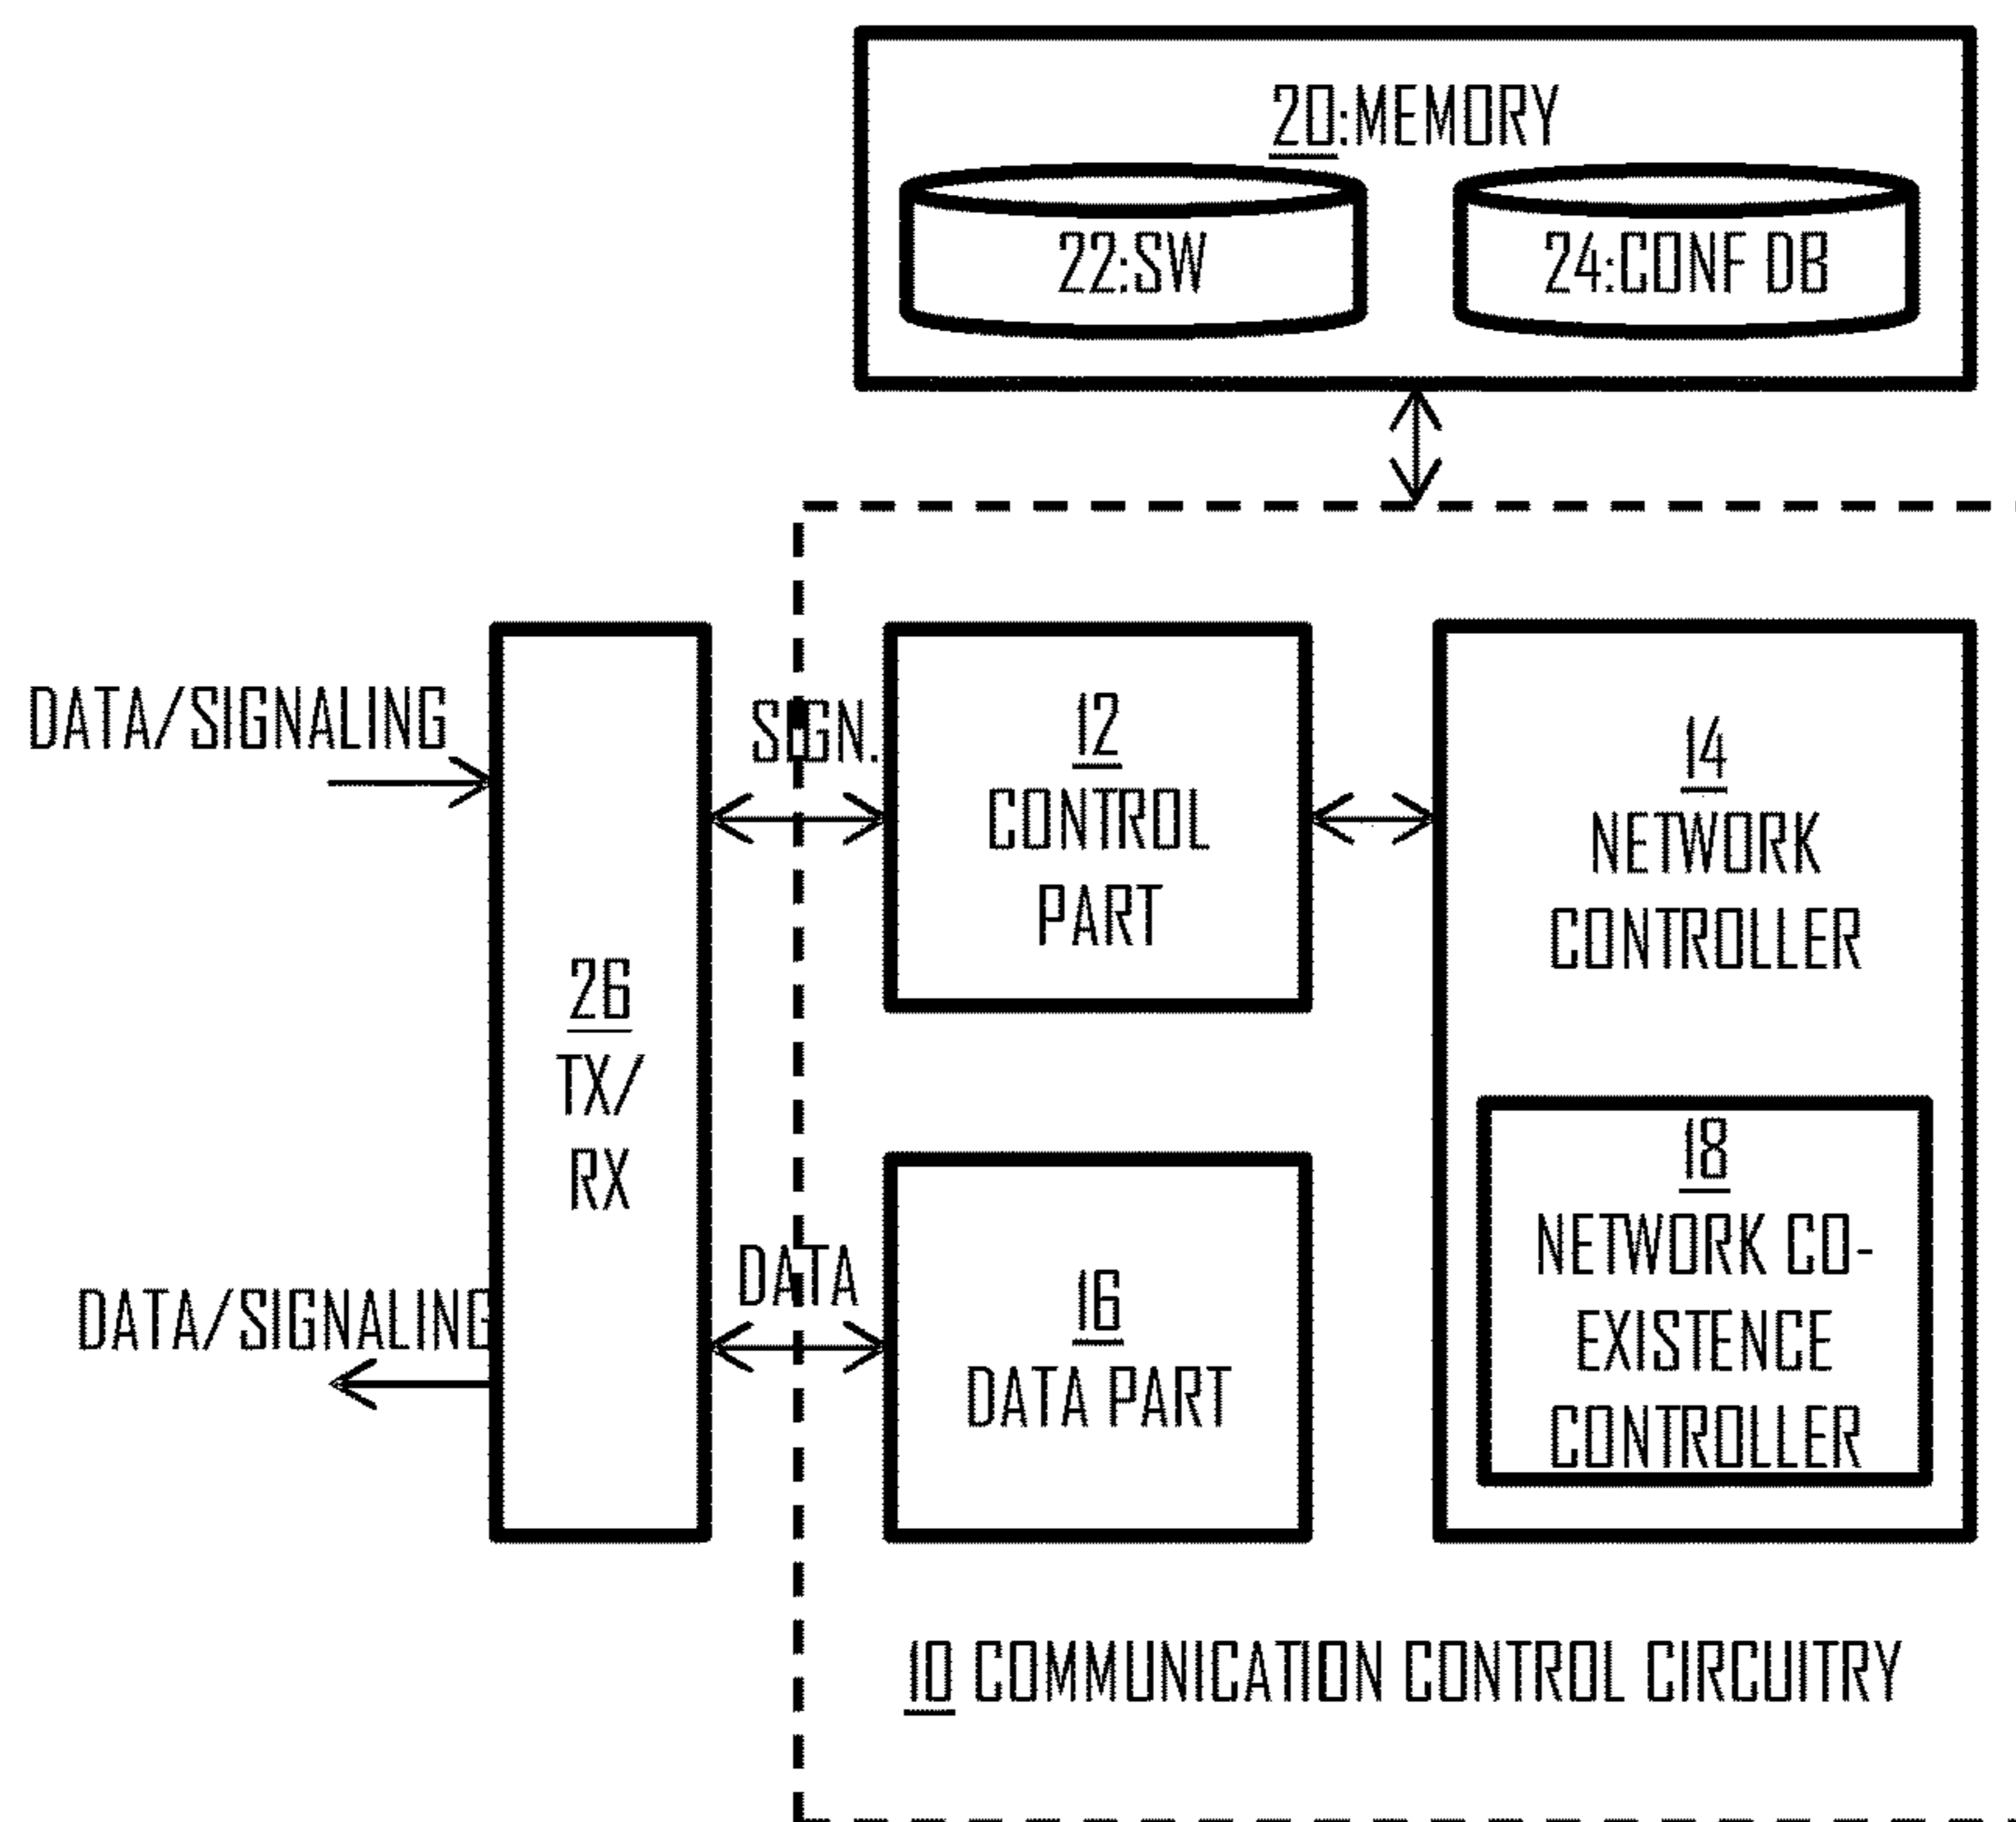 20:MEMORY
22:SW
24:CONF DB
DATA/SIGNALING
SIGN.
12
CONTROL
PART
14
NETWORK
CONTROLLER
26
TX/
RX
18
NETWORK CO-
EXISTENCE
CONTROLLER
DATA/SIGNALING
DATA
16
DATA PART
10 COMMUNICATION CONTROL CIRCUITRY